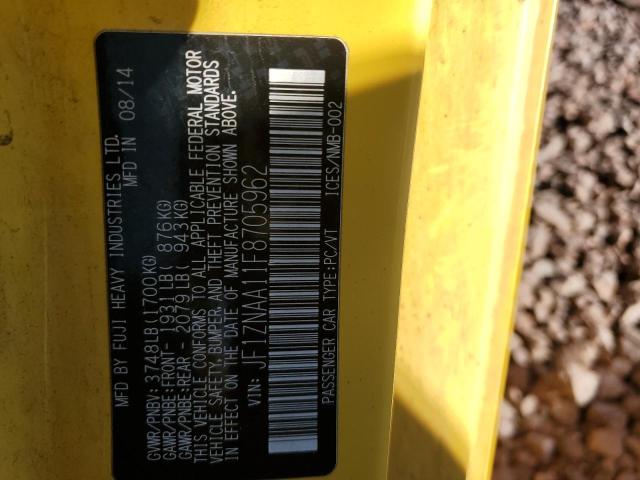 MFD BY FUJI HEAVY INDUSTRIES LTD. MFD IN 08/14
GVWR/PNBV: 3748LB(1700KG)
GAWR/PNBE:FRONT- 1931LB( 876KG)
GAWR/PNBE:REAR - 2079LB( 943KG)
THIS VEHICLE CONFORMS TO ALL APPLICABLE FEDERAL MOTOR
VEHICLE SAFETY, BUMPER, AND THEFT PREVENTION STANDARDS
IN EFFECT ON THE DATE OF MANUFACTURE SHOWN ABOVE.
VIN: JF1ZNAA11F8705962
PASSENGER CAR TYPE:PC/VT ICES/NMB-002